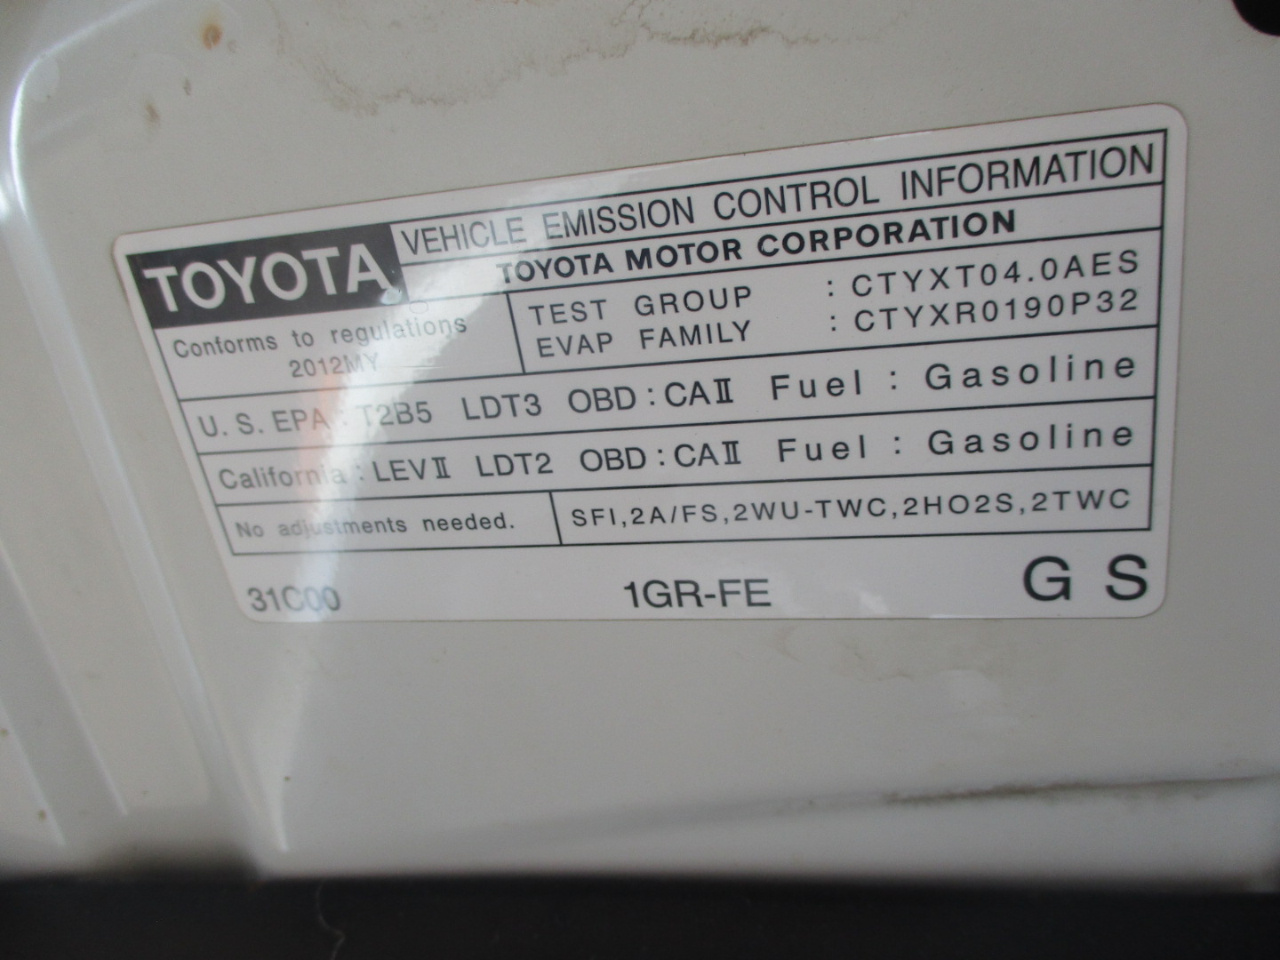 TOYOTA VEHICLE EMISSION CONTROL INFORMATION
TOYOTA MOTOR CORPORATION
Conforms to regulations
2012MY
TEST GROUP : CTYXT04.0AES
EVAP FAMILY : CTYXR0190P32
U.S.EPA : T2B5 LDT3 OBD : CAⅡ Fuel : Gasoline
California : LEVⅡ LDT2 OBD : CAⅡ Fuel : Gasoline
No adjustments needed. SFI,2A/FS,2WU-TWC,2HO2S,2TWC
31C00 1GR-FE G S